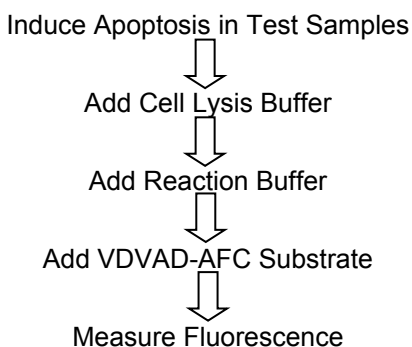 Induce Apoptosis in Test Samples
Add Cell Lysis Buffer
Add Reaction Buffer
Add VDVAD-AFC Substrate
Measure Fluorescence